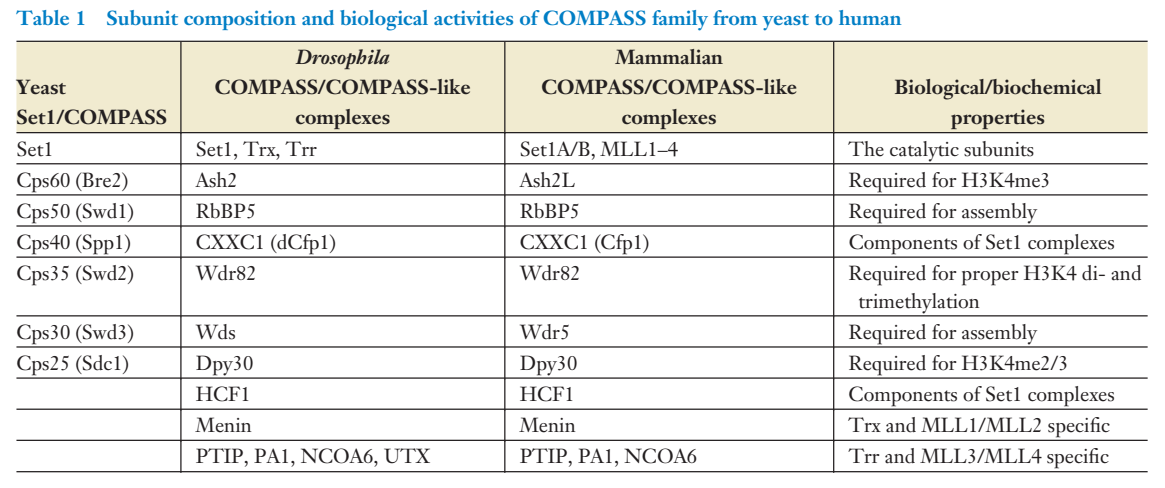 Table 1 Subunit composition and biological activities of COMPASS family from yeast to human
Yeast Set1/COMPASS | Drosophila COMPASS/COMPASS-like complexes | Mammalian COMPASS/COMPASS-like complexes | Biological/biochemical properties
Set1 | Set1, Trx, Trr | Set1A/B, MLL1–4 | The catalytic subunits
Cps60 (Bre2) | Ash2 | Ash2L | Required for H3K4me3
Cps50 (Swd1) | RbBP5 | RbBP5 | Required for assembly
Cps40 (Spp1) | CXXC1 (dCfp1) | CXXC1 (Cfp1) | Components of Set1 complexes
Cps35 (Swd2) | Wdr82 | Wdr82 | Required for proper H3K4 di- and trimethylation
Cps30 (Swd3) | Wds | Wdr5 | Required for assembly
Cps25 (Sdc1) | Dpy30 | Dpy30 | Required for H3K4me2/3
| HCF1 | HCF1 | Components of Set1 complexes
| Menin | Menin | Trx and MLL1/MLL2 specific
| PTIP, PA1, NCOA6, UTX | PTIP, PA1, NCOA6 | Trr and MLL3/MLL4 specific